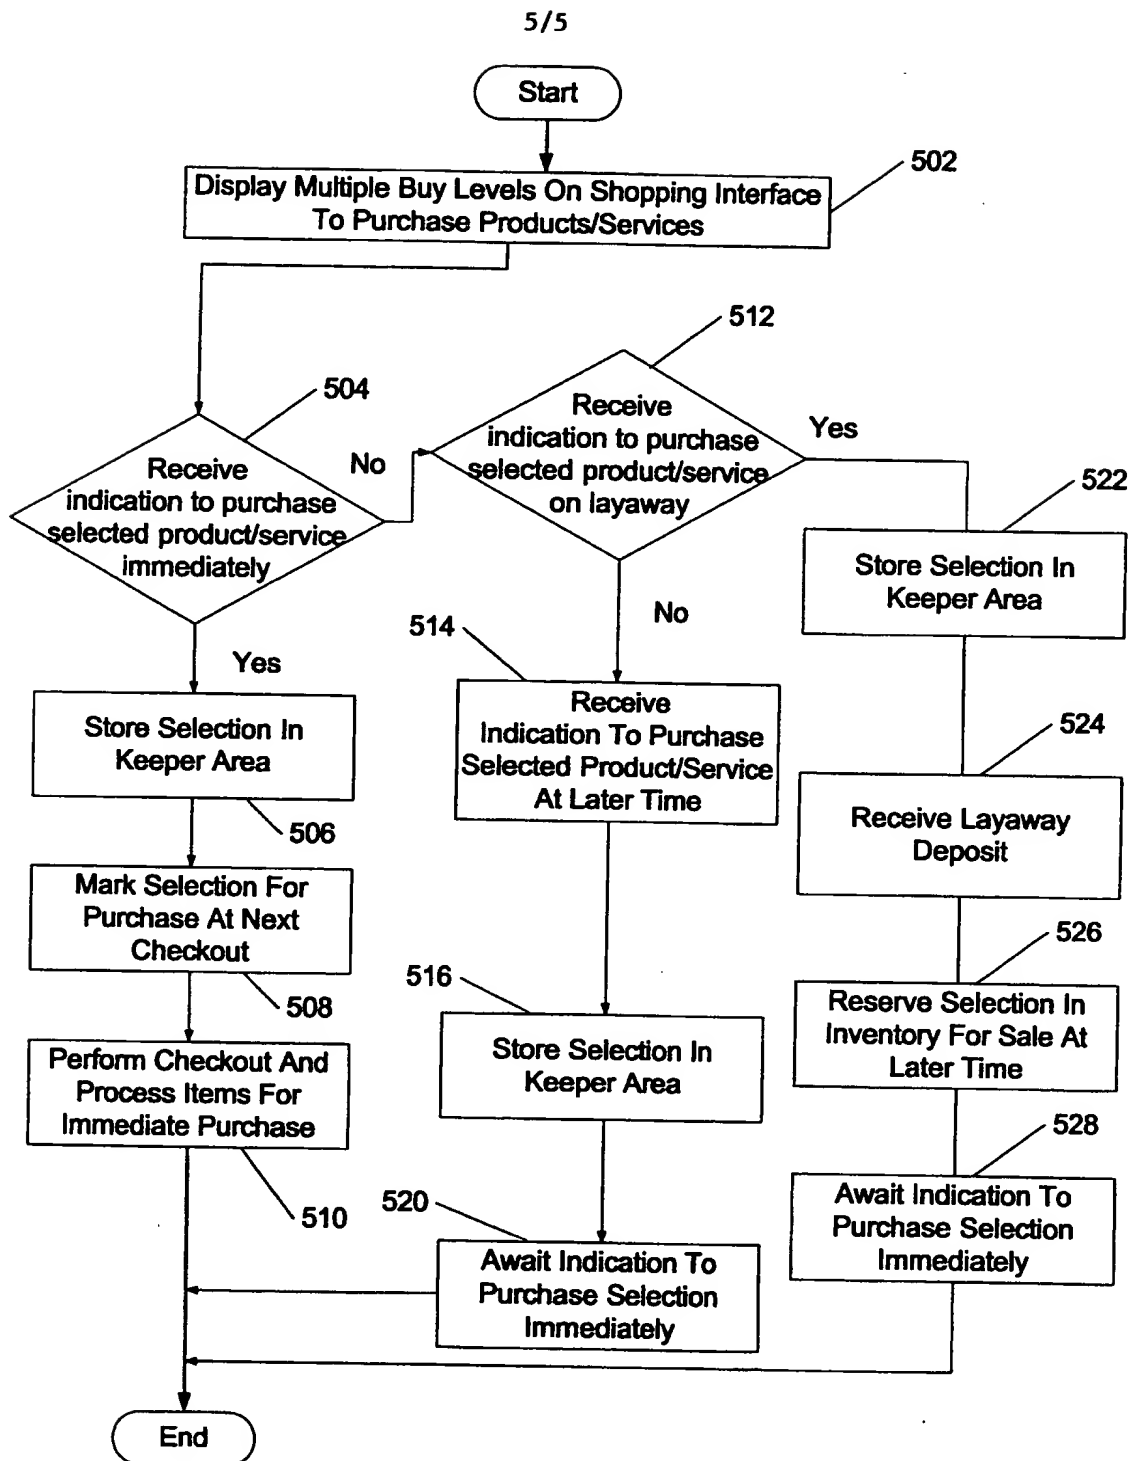 5/5
Start
502
Display Multiple Buy Levels On Shopping Interface
To Purchase Products/Services
512
504
Receive
indication to purchase
selected product/service
on layaway
Yes
No
Receive
indication to purchase
selected product/service
immediately
522
Store Selection In
Keeper Area
No
514
Yes
Receive
Indication To Purchase
Selected Product/Service
At Later Time
Store Selection In
Keeper Area
506
524
Receive Layaway
Deposit
Mark Selection For
Purchase At Next
Checkout
508
526
516
Reserve Selection In
Inventory For Sale At
Later Time
Store Selection In
Keeper Area
Perform Checkout And
Process Items For
Immediate Purchase
510
528
520
Await Indication To
Purchase Selection
Immediately
Await Indication To
Purchase Selection
Immediately
End